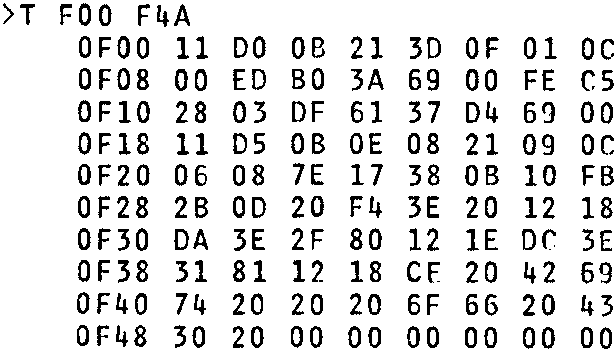 >T F00 F4A
0F00 11 D0 0B 21 3D 0F 01 0C
0F08 00 ED B0 3A 69 00 FE C5
0F10 28 03 DF 61 37 D4 69 00
0F18 11 D5 0B 0E 08 21 09 0C
0F20 06 08 7E 17 38 0B 10 FB
0F28 2B 0D 20 F4 3E 20 12 18
0F30 DA 3E 2F 80 12 1E DC 3E
0F38 31 81 12 18 CF 20 42 69
0F40 74 20 20 20 6F 66 20 43
0F48 30 20 00 00 00 00 00 00